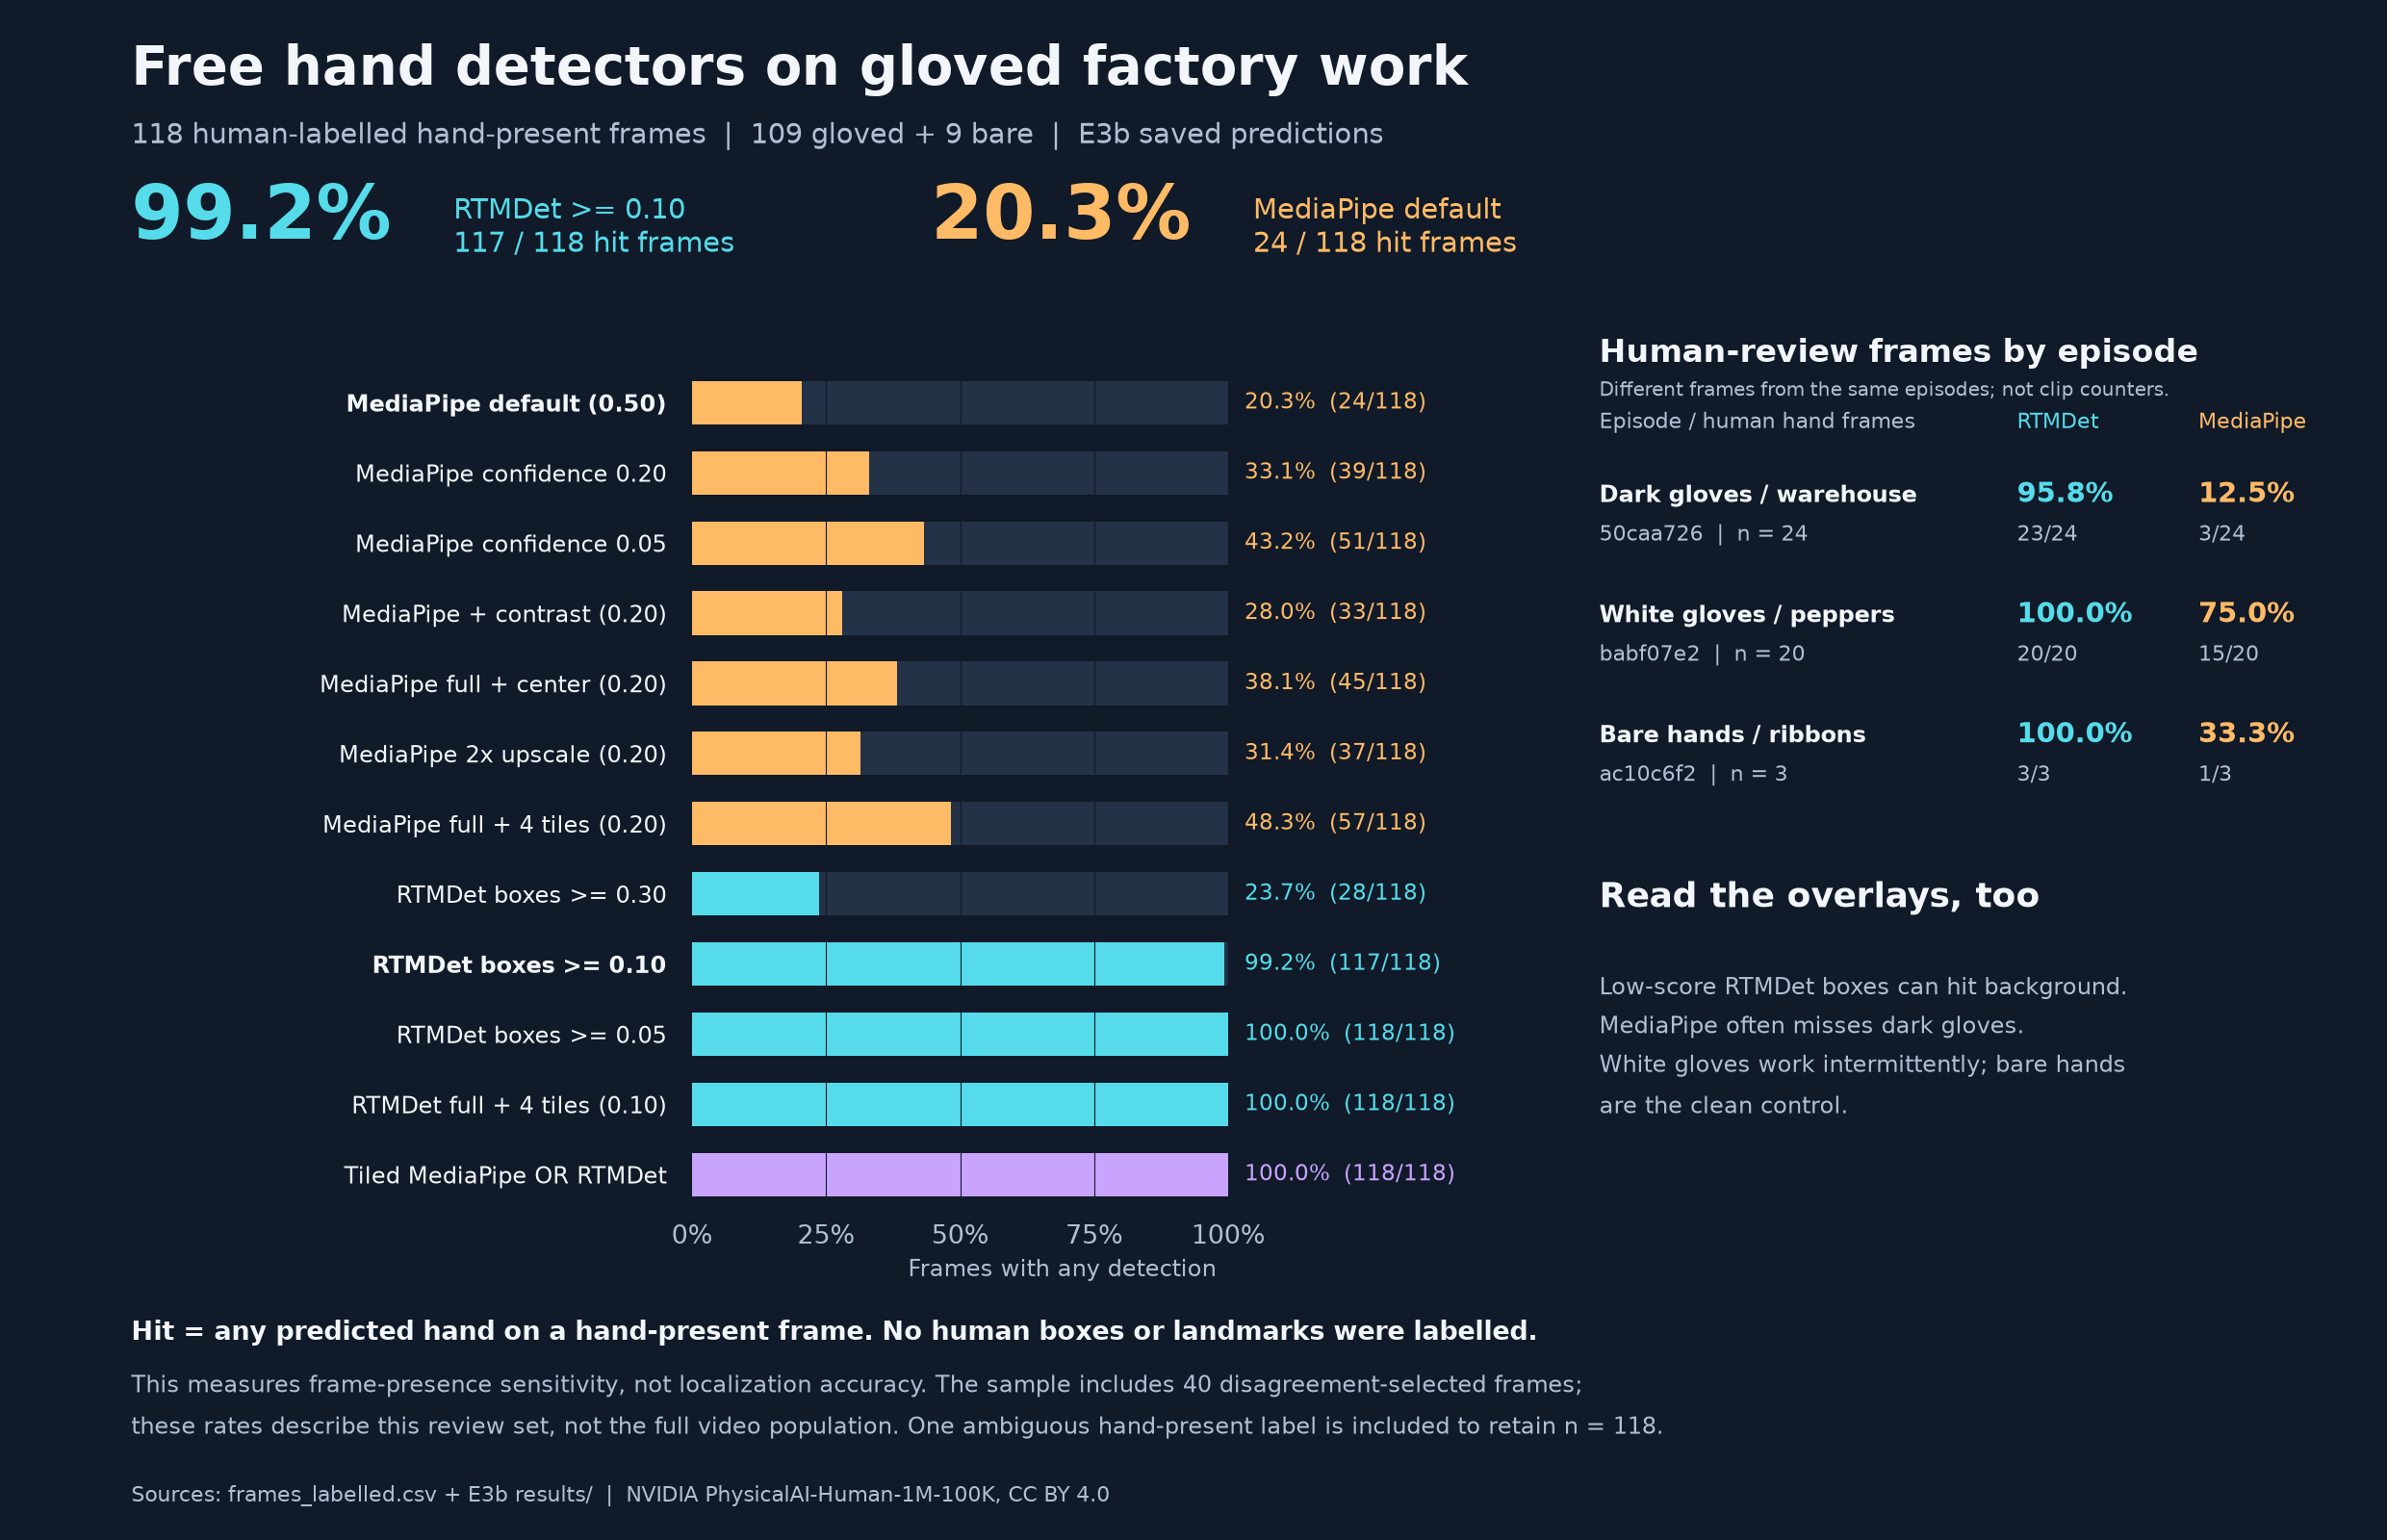 Free hand detectors on gloved factory work
118 human-labelled hand-present frames | 109 gloved + 9 bare | E3b saved predictions
99.2%
RTMDet >= 0.10
117 / 118 hit frames
20.3%
MediaPipe default
24 / 118 hit frames
MediaPipe default (0.50) 20.3% (24/118)
MediaPipe confidence 0.20 33.1% (39/118)
MediaPipe confidence 0.05 43.2% (51/118)
MediaPipe + contrast (0.20) 28.0% (33/118)
MediaPipe full + center (0.20) 38.1% (45/118)
MediaPipe 2x upscale (0.20) 31.4% (37/118)
MediaPipe full + 4 tiles (0.20) 48.3% (57/118)
RTMDet boxes >= 0.30 23.7% (28/118)
RTMDet boxes >= 0.10 99.2% (117/118)
RTMDet boxes >= 0.05 100.0% (118/118)
RTMDet full + 4 tiles (0.10) 100.0% (118/118)
Tiled MediaPipe OR RTMDet 100.0% (118/118)
0% 25% 50% 75% 100%
Frames with any detection
Human-review frames by episode
Different frames from the same episodes; not clip counters.
Episode / human hand frames RTMDet MediaPipe
Dark gloves / warehouse 95.8% 12.5%
50caa726 | n = 24 23/24 3/24
White gloves / peppers 100.0% 75.0%
babf07e2 | n = 20 20/20 15/20
Bare hands / ribbons 100.0% 33.3%
ac10c6f2 | n = 3 3/3 1/3
Read the overlays, too
Low-score RTMDet boxes can hit background.
MediaPipe often misses dark gloves.
White gloves work intermittently; bare hands
are the clean control.
Hit = any predicted hand on a hand-present frame. No human boxes or landmarks were labelled.
This measures frame-presence sensitivity, not localization accuracy. The sample includes 40 disagreement-selected frames;
these rates describe this review set, not the full video population. One ambiguous hand-present label is included to retain n = 118.
Sources: frames_labelled.csv + E3b results/ | NVIDIA PhysicalAI-Human-1M-100K, CC BY 4.0